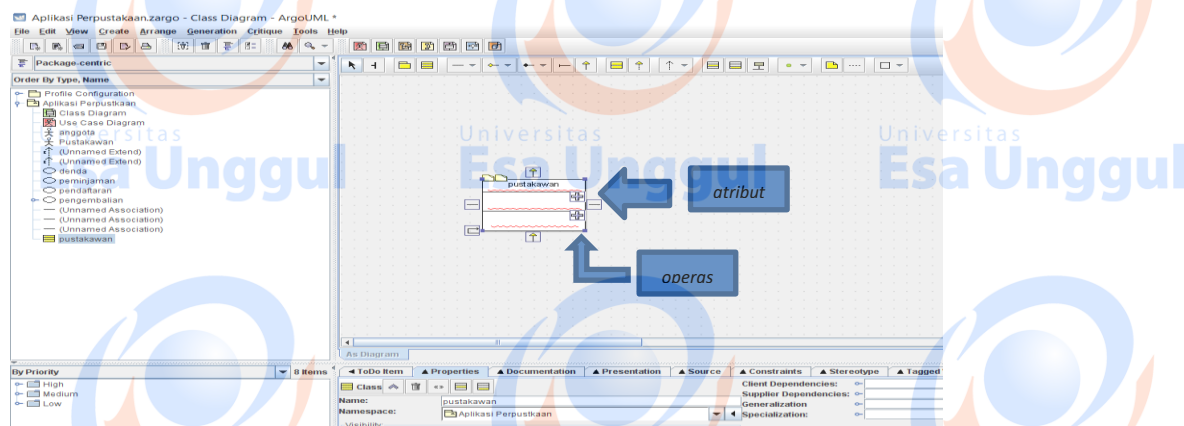 Aplikasi Perpustakaan.zargo - Class Diagram - ArgoUML *
File Edit View Create Arrange Generation Critique Tools Help
Package-centric
Order By Type, Name
Profile Configuration
Aplikasi Perpustkaan
Class Diagram
Use Case Diagram
anggota
Pustakawan
(Unnamed Extend)
(Unnamed Extend)
denda
peminjaman
pendaftaran
pengembalian
(Unnamed Association)
(Unnamed Association)
(Unnamed Association)
pustakawan
Universitas
Esa Unggul
Universitas
Esa Unggul
Universitas
Esa Unggul
pustakawan
atribut
operas
As Diagram
By Priority
8 Items
High
Medium
Low
ToDo Item Properties Documentation Presentation Source Constraints Stereotype Tagged
Class
Name: pustakawan
Namespace: Aplikasi Perpustkaan
Visibility
Client Dependencies:
Supplier Dependencies:
Generalization
Specialization: